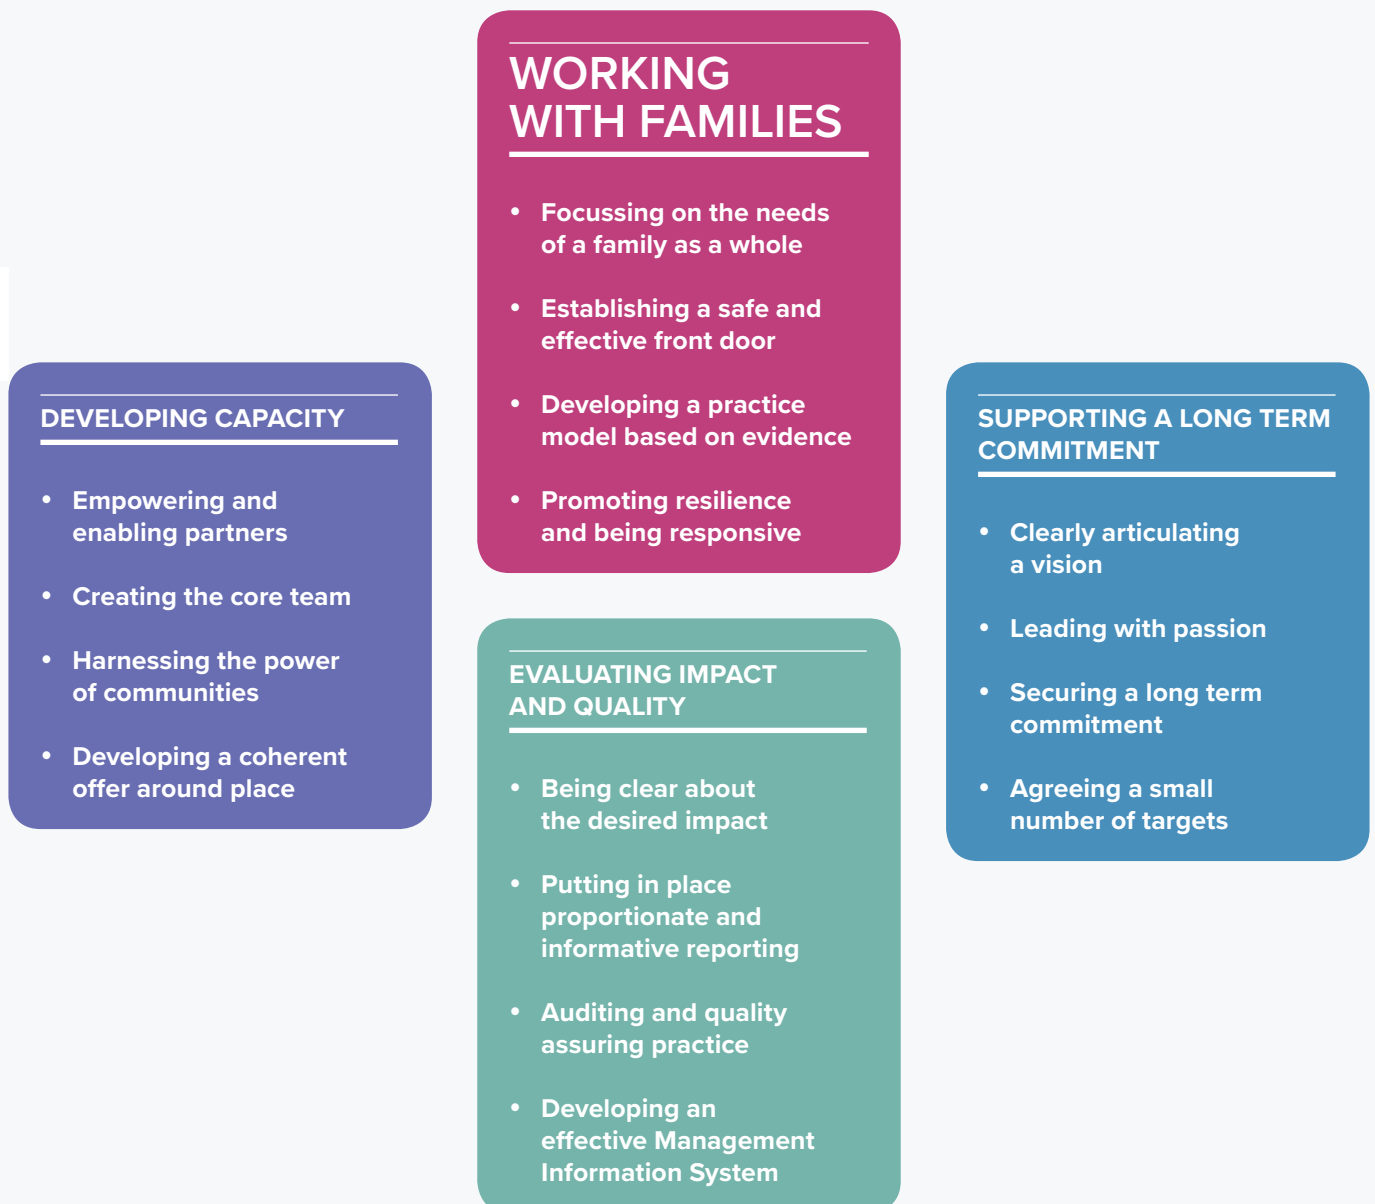 WORKING
WITH FAMILIES
• Focussing on the needs
of a family as a whole
• Establishing a safe and
effective front door
• Developing a practice
model based on evidence
• Promoting resilience
and being responsive
DEVELOPING CAPACITY
• Empowering and
enabling partners
• Creating the core team
• Harnessing the power
of communities
• Developing a coherent
offer around place
SUPPORTING A LONG TERM
COMMITMENT
• Clearly articulating
a vision
• Leading with passion
• Securing a long term
commitment
• Agreeing a small
number of targets
EVALUATING IMPACT
AND QUALITY
• Being clear about
the desired impact
• Putting in place
proportionate and
informative reporting
• Auditing and quality
assuring practice
• Developing an
effective Management
Information System